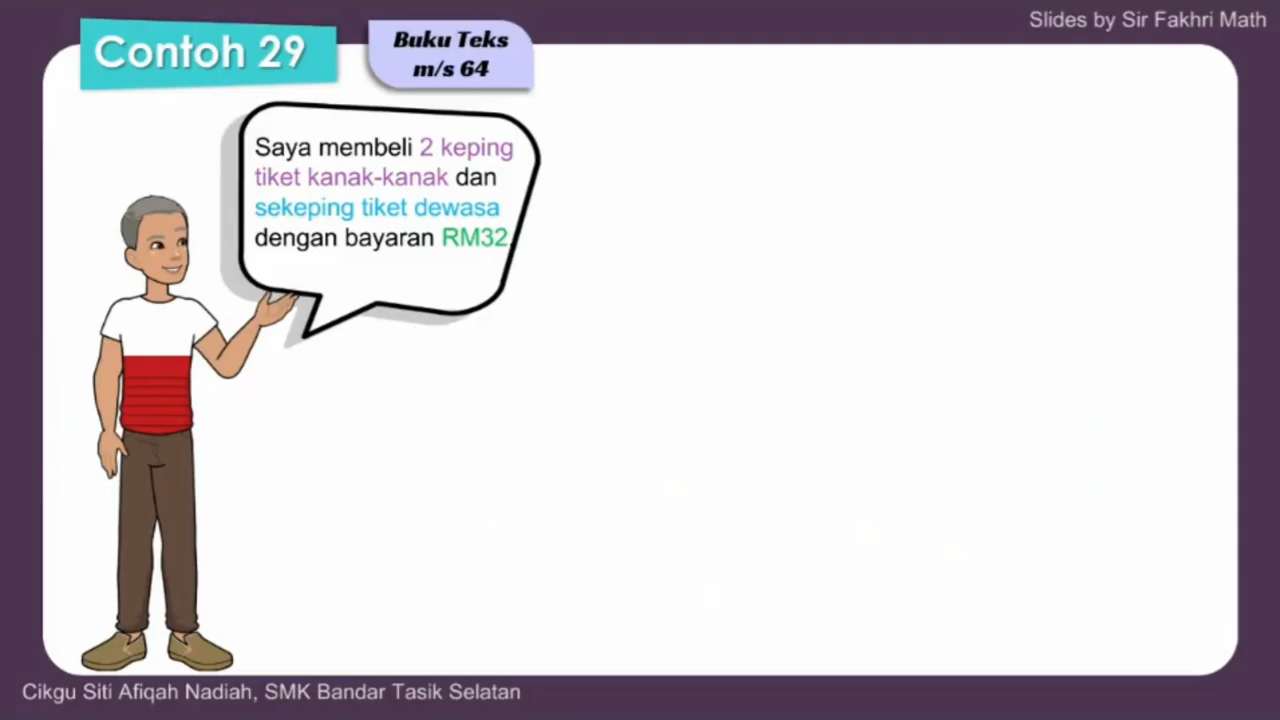 Slides by Sir Fakhri Math
Contoh 29
Buku Teks
m/s 64
Saya membeli 2 keping
tiket kanak-kanak dan
sekeping tiket dewasa
dengan bayaran RM32.
Cikgu Siti Afiqah Nadiah, SMK Bandar Tasik Selatan